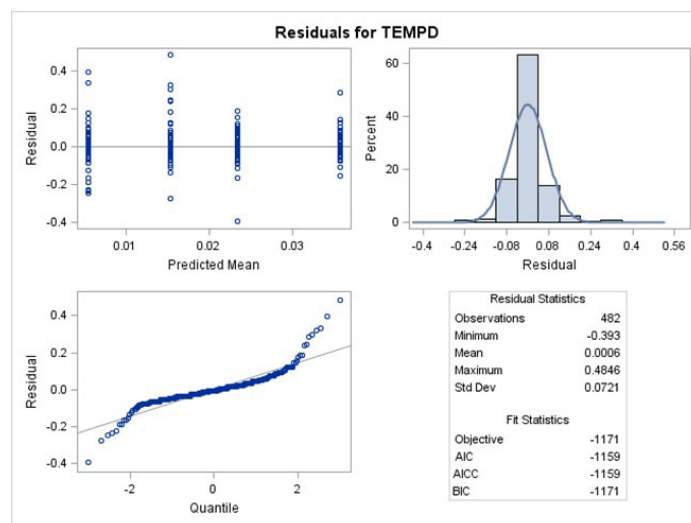 Residuals for TEMPD
Residual
0.4
0.2
0.0
-0.2
-0.4
0.01 0.02 0.03
Predicted Mean
Percent
60
40
20
0
-0.4 -0.24 -0.08 0.08 0.24 0.4 0.56
Residual
Residual
0.4
0.2
0.0
-0.2
-0.4
-2 0 2
Quantile
Residual Statistics
Observations 482
Minimum -0.393
Mean 0.0006
Maximum 0.4846
Std Dev 0.0721
Fit Statistics
Objective -1171
AIC -1159
AICC -1159
BIC -1171